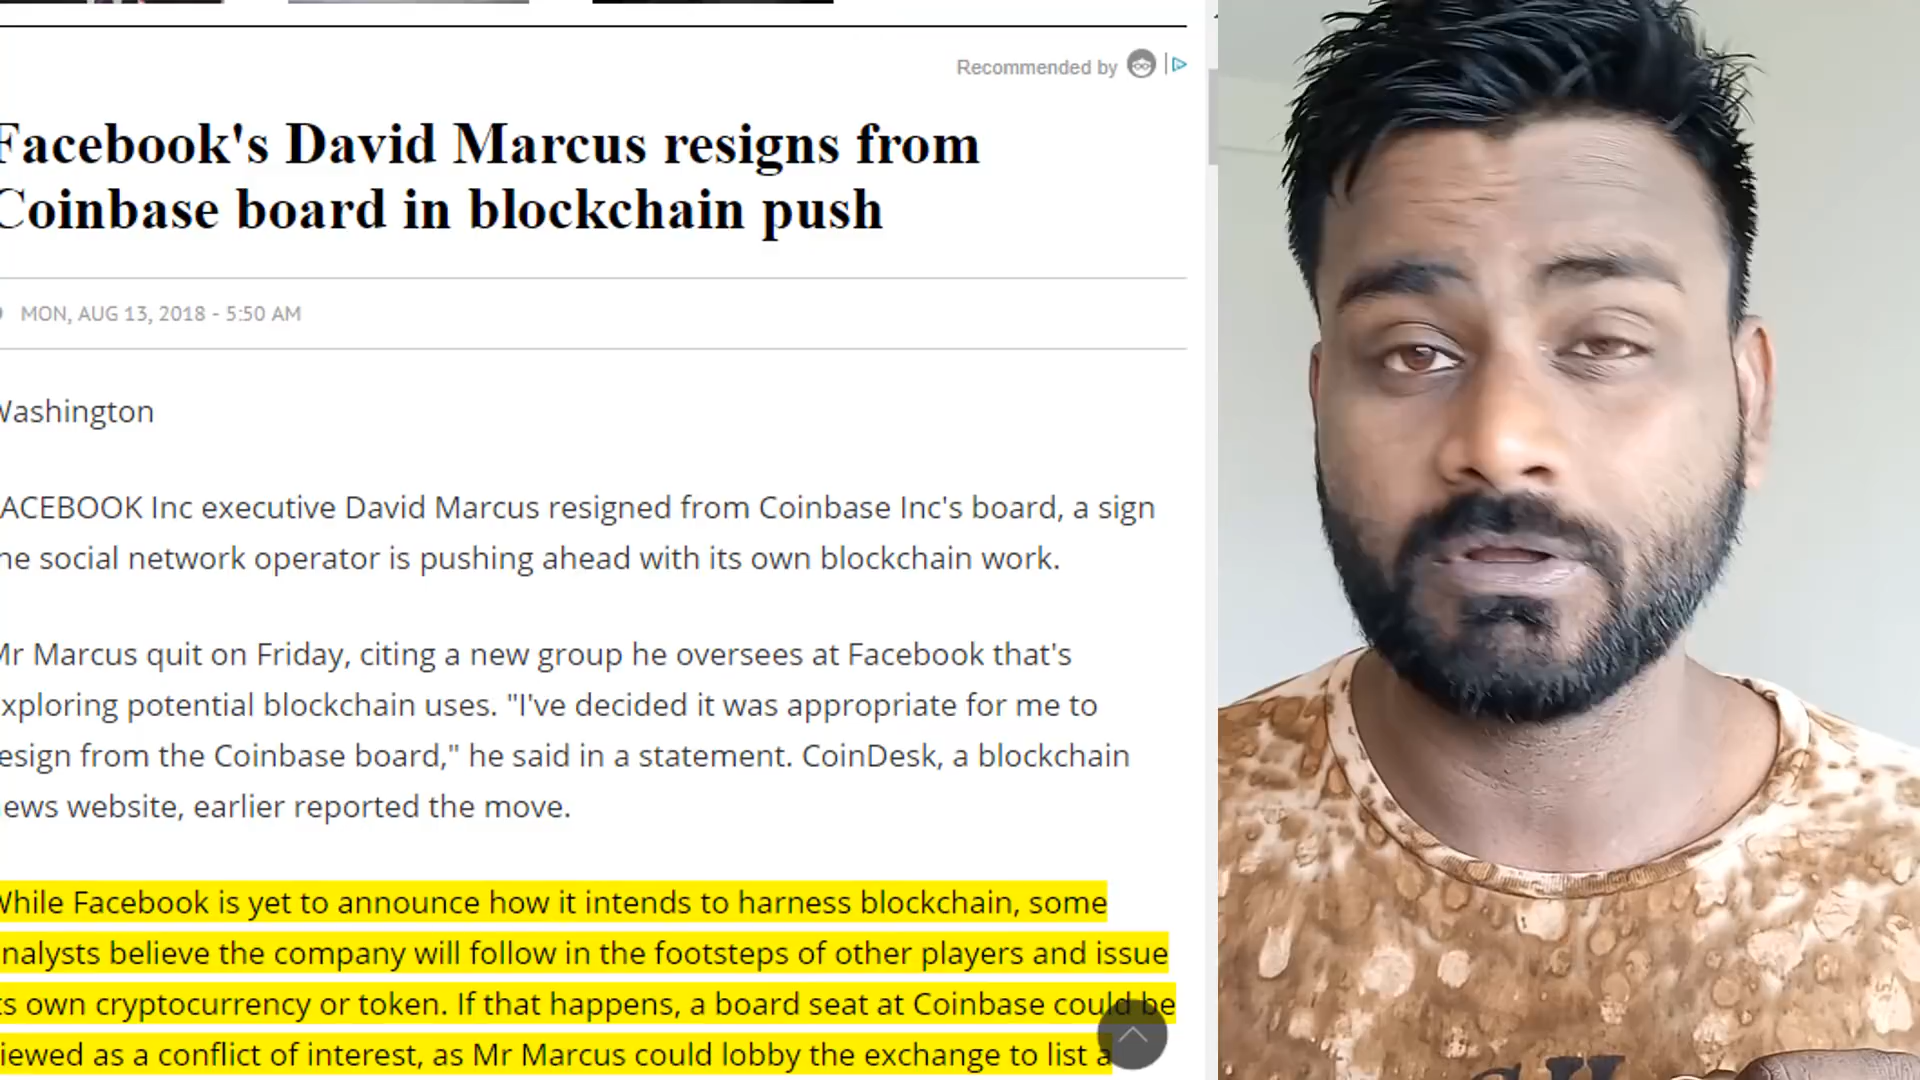 Recommended by
Facebook's David Marcus resigns from
Coinbase board in blockchain push
MON, AUG 13, 2018 - 5:50 AM
Washington
ACEBOOK Inc executive David Marcus resigned from Coinbase Inc's board, a sign
he social network operator is pushing ahead with its own blockchain work.
Mr Marcus quit on Friday, citing a new group he oversees at Facebook that's
xploring potential blockchain uses. "I've decided it was appropriate for me to
esign from the Coinbase board," he said in a statement. CoinDesk, a blockchain
ews website, earlier reported the move.
While Facebook is yet to announce how it intends to harness blockchain, some
nalysts believe the company will follow in the footsteps of other players and issue
ts own cryptocurrency or token. If that happens, a board seat at Coinbase could be
iewed as a conflict of interest, as Mr Marcus could lobby the exchange to list a